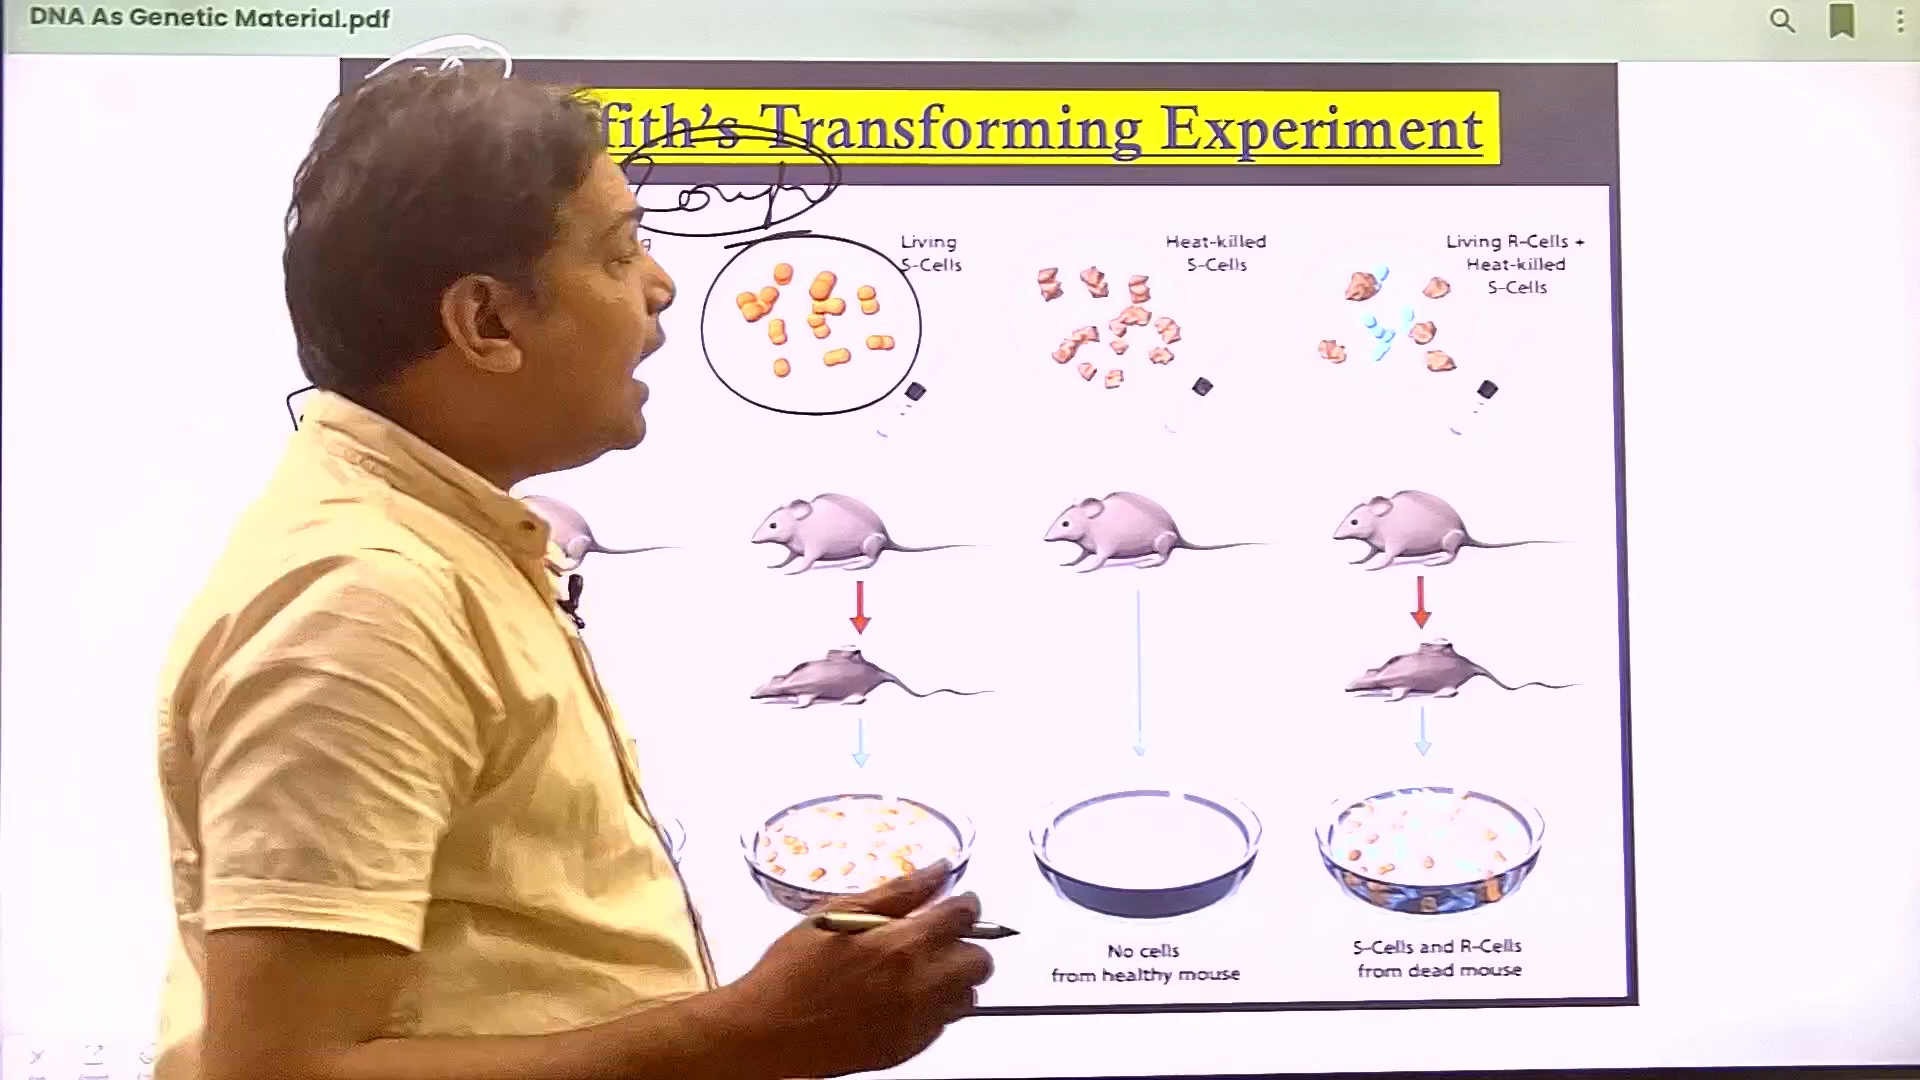 DNA As Genetic Material.pdf
fith's Transforming Experiment
Living
S-Cells
Heat-killed
S-Cells
Living R-Cells +
Heat-killed
S-Cells
No cells
from healthy mouse
S-Cells and R-Cells
from dead mouse